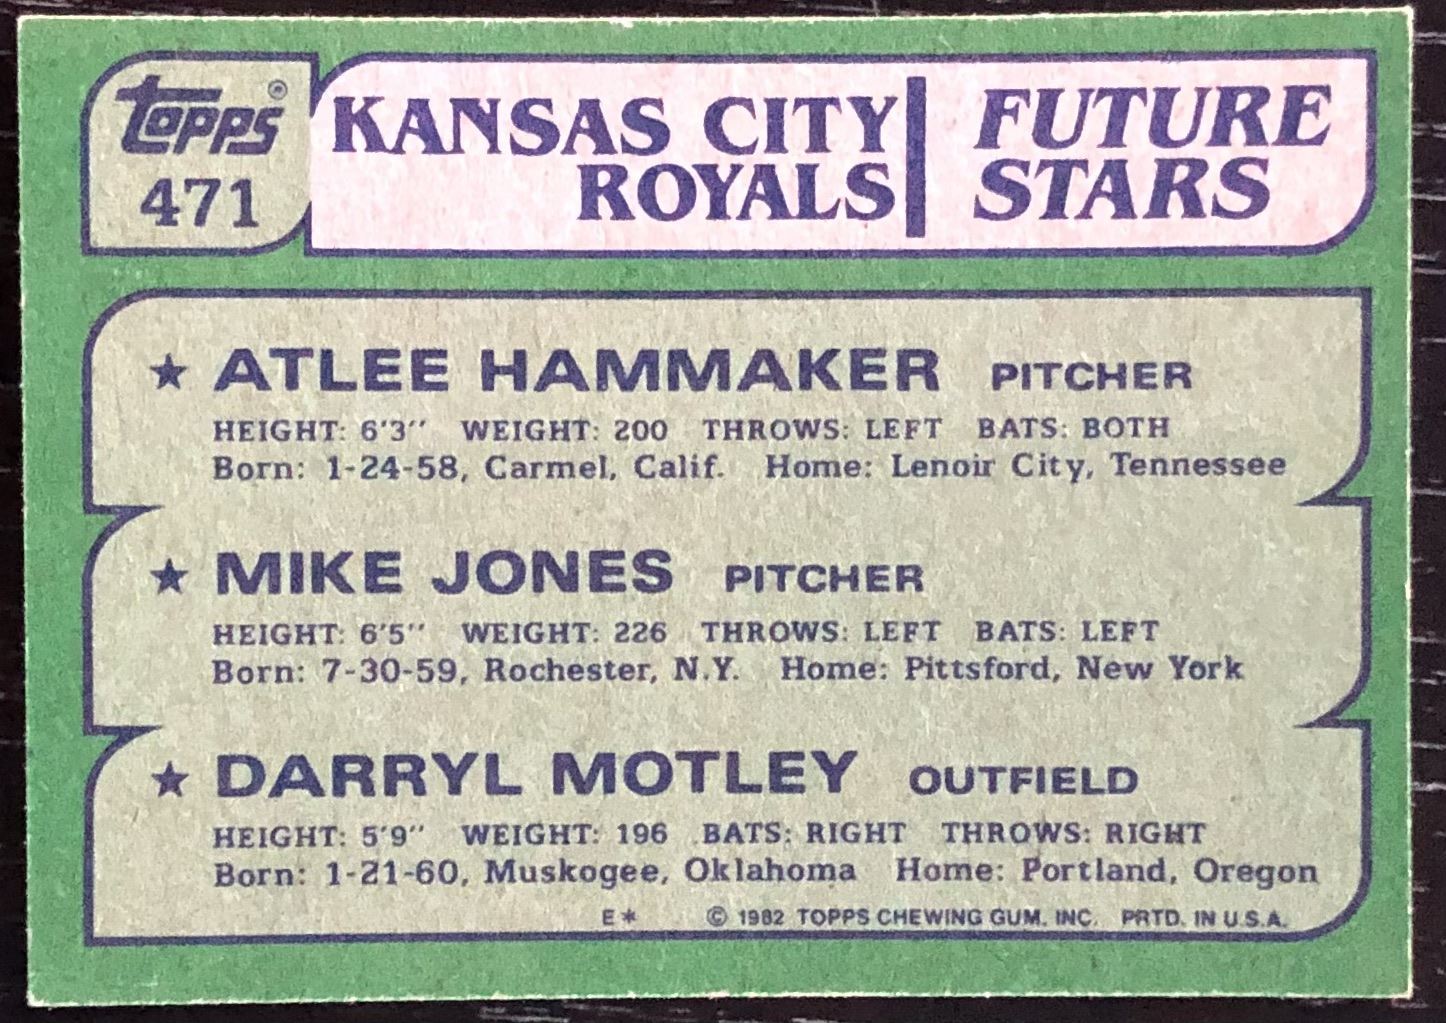 Topps®
471
KANSAS CITY
ROYALS
FUTURE
STARS
★ ATLEE HAMMAKER PITCHER
HEIGHT: 6'3" WEIGHT: 200 THROWS: LEFT BATS: BOTH
Born: 1-24-58, Carmel, Calif. Home: Lenoir City, Tennessee
★ MIKE JONES PITCHER
HEIGHT: 6'5" WEIGHT: 226 THROWS: LEFT BATS: LEFT
Born: 7-30-59, Rochester, N.Y. Home: Pittsford, New York
★ DARRYL MOTLEY OUTFIELD
HEIGHT: 5'9" WEIGHT: 196 BATS: RIGHT THROWS: RIGHT
Born: 1-21-60, Muskogee, Oklahoma Home: Portland, Oregon
E* © 1982 TOPPS CHEWING GUM, INC. PRTD. IN U.S.A.